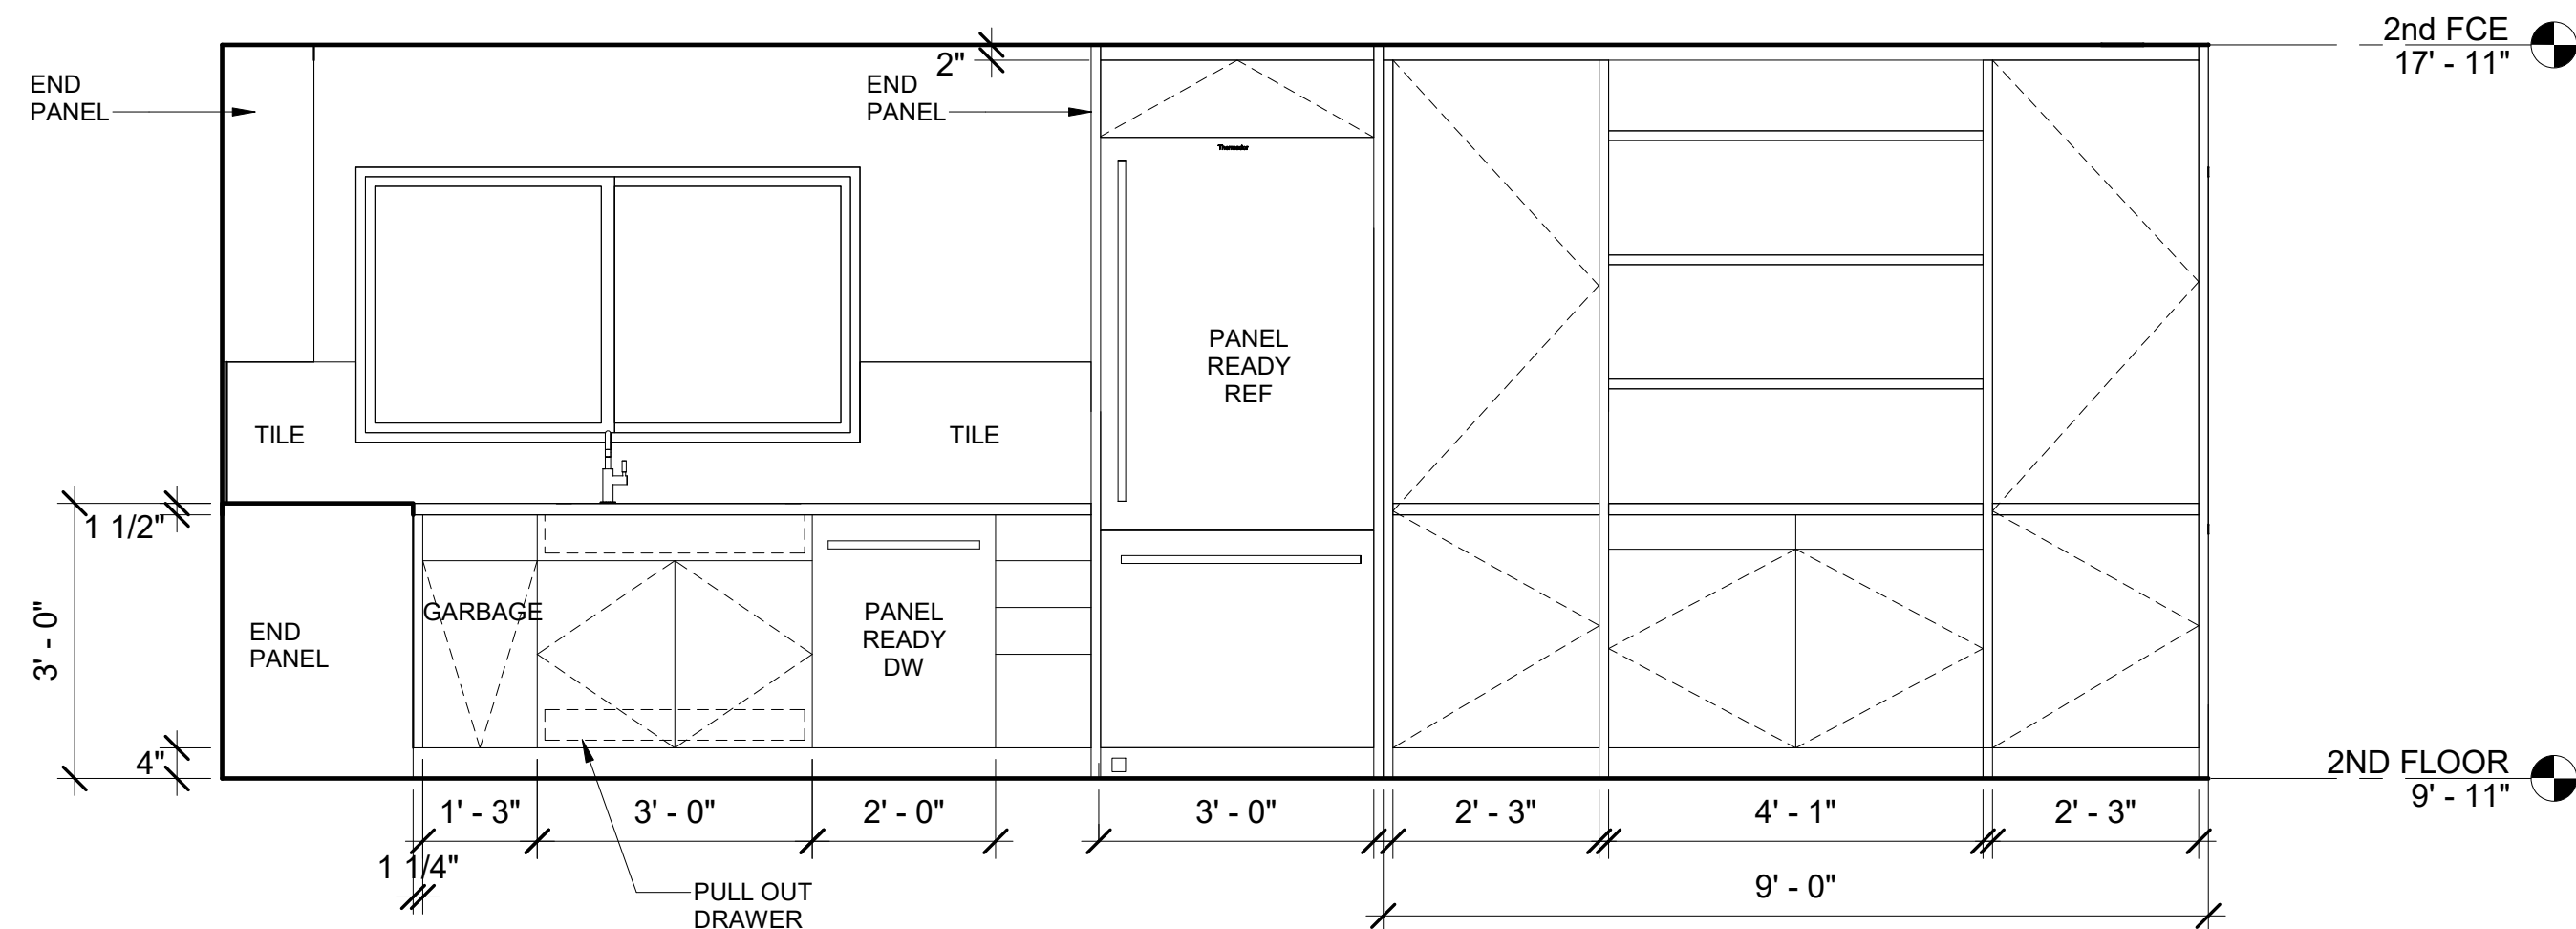 2nd FCE
17' - 11"
2"
END
PANEL
END
PANEL
Thermador
PANEL
READY
REF
TILE
TILE
1 1/2"
3' - 0"
GARBAGE
END
PANEL
PANEL
READY
DW
4"
2ND FLOOR
9' - 11"
1' - 3"
3' - 0"
2' - 0"
3' - 0"
2' - 3"
4' - 1"
2' - 3"
1 1/4"
9' - 0"
PULL OUT
DRAWER